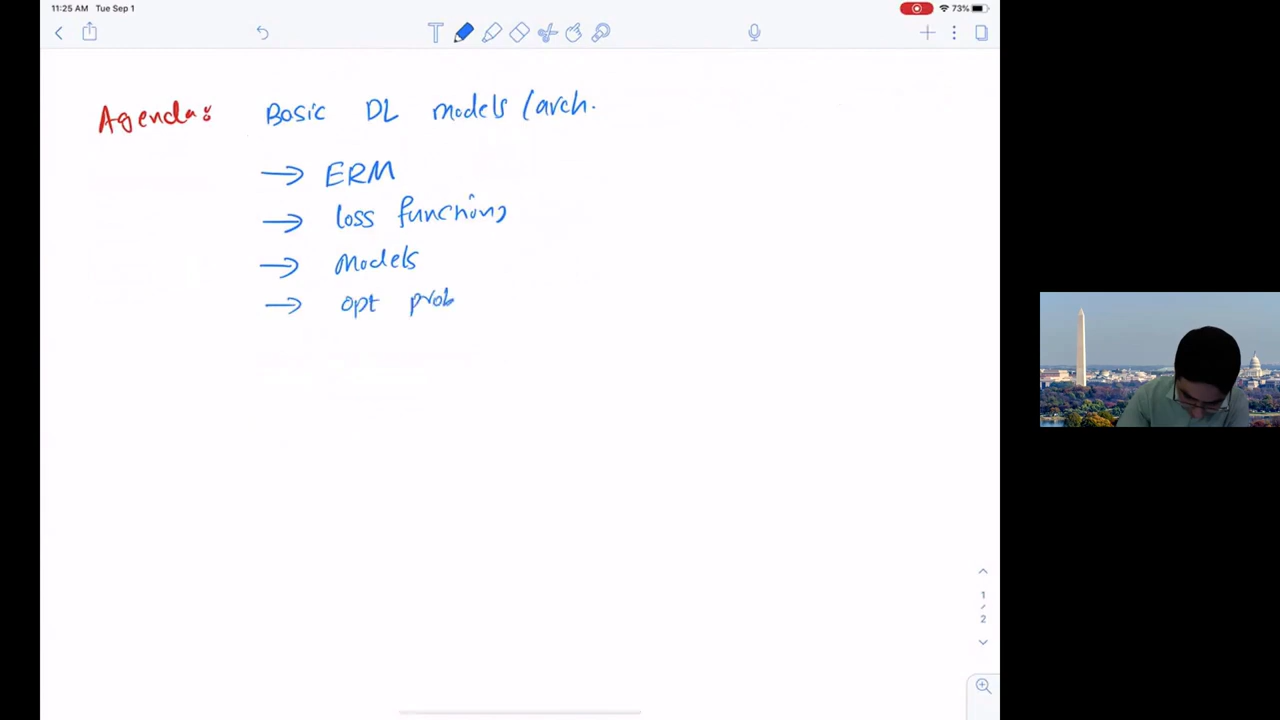 11:25 AM Tue Sep 1
73%
T
Agenda: Basic DL models/arch.
→ ERM
→ loss functions
→ models
→ opt prob
1
/
2